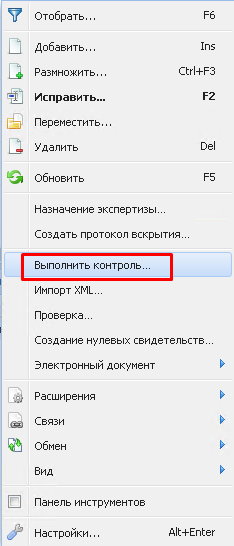 Отобрать... F6
Добавить... Ins
Размножить... Ctrl+F3
Исправить... F2
Переместить...
Удалить Del
Обновить F5
Назначение экспертизы...
Создать протокол вскрытия...
Выполнить контроль...
Импорт XML...
Проверка...
Создание нулевых свидетельств...
Электронный документ
Расширения
Связи
Обмен
Вид
Панель инструментов
Настройки... Alt+Enter